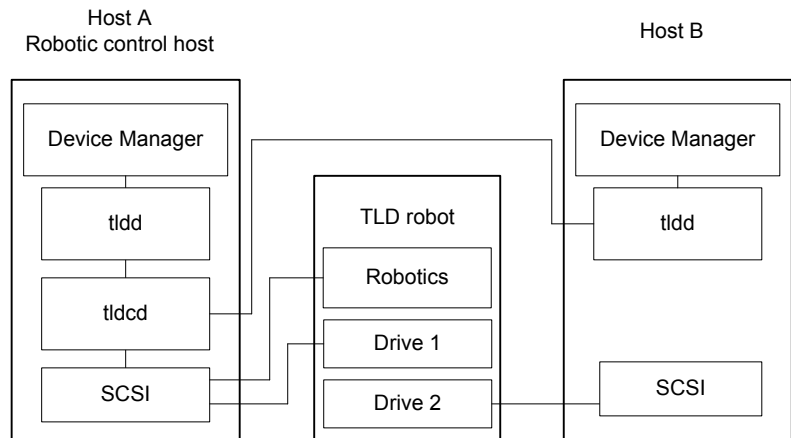 Host A
Robotic control host
Device Manager
tldd
tldcd
SCSI
TLD robot
Robotics
Drive 1
Drive 2
Host B
Device Manager
tldd
SCSI